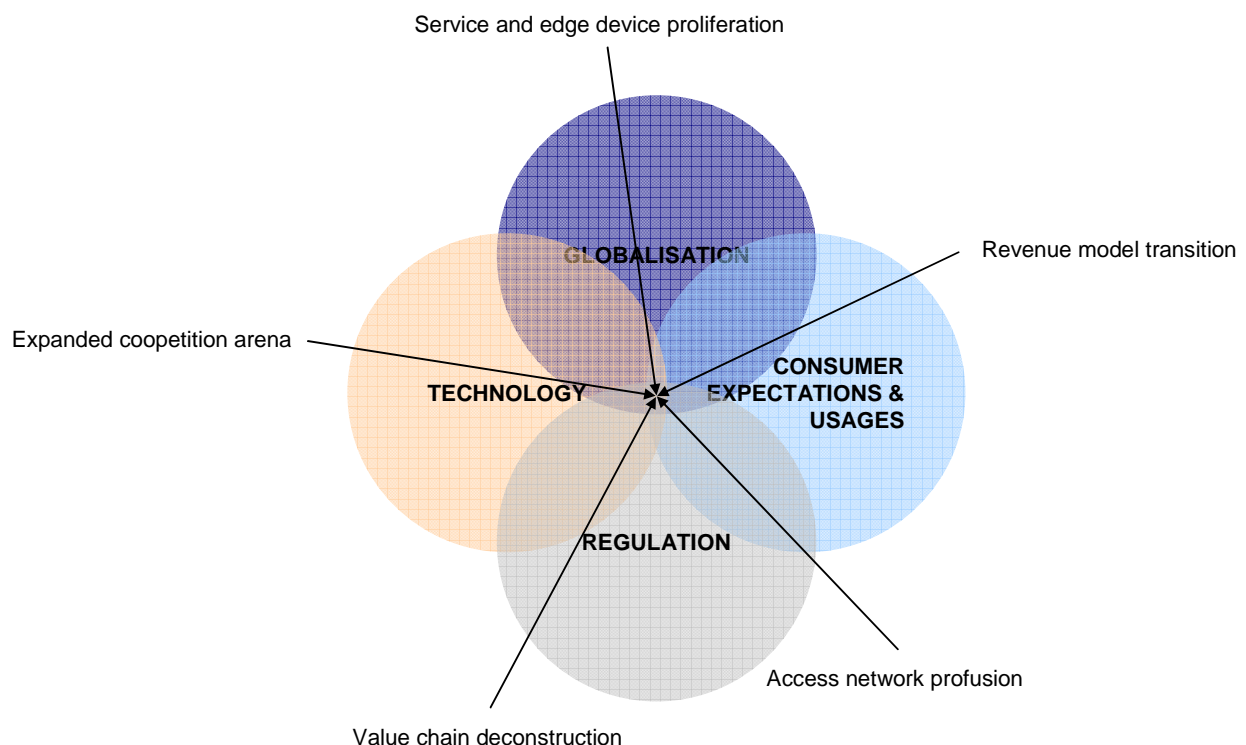 Service and edge device proliferation
GLOBALISATION
Revenue model transition
Expanded coopetition arena
CONSUMER
EXPECTATIONS &
USAGES
TECHNOLOGY
REGULATION
Access network profusion
Value chain deconstruction